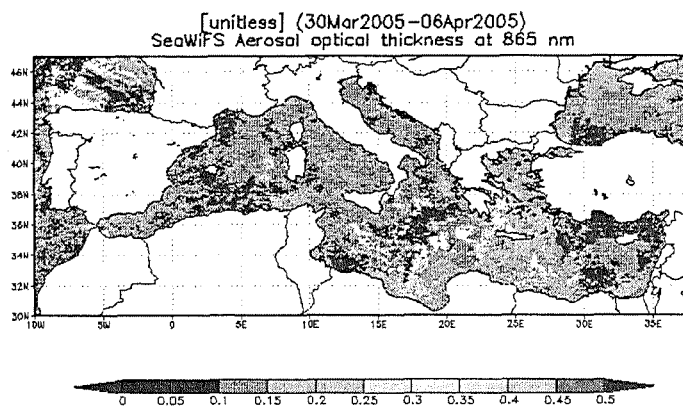 [unitless] (30Mar2005-06Apr2005)
SeaWiFS Aerosal optical thickness at 865 nm
46N
44N
42N
40N
38N
36N
34N
32N
30N
10W 5W 0 5E 10E 15E 20E 25E 30E 35E
0 0.05 0.1 0.15 0.2 0.25 0.3 0.35 0.4 0.45 0.5